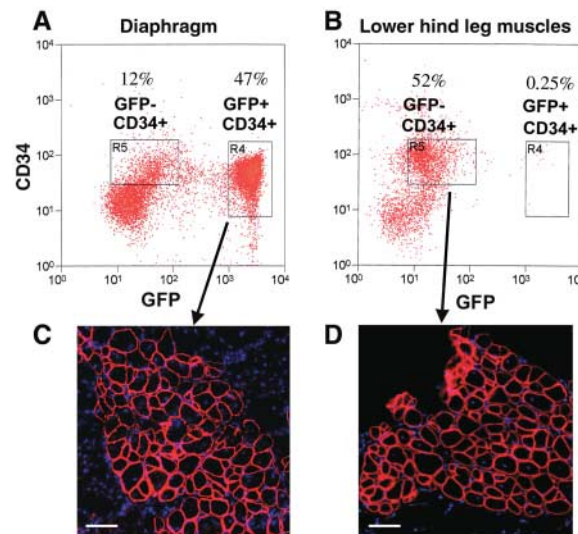 A
Diaphragm
10⁴
10³
10²
10¹
10⁰
CD34
12%
GFP-
CD34+
R5
47%
GFP+
CD34+
R4
10⁰ 10¹ 10² 10³ 10⁴
GFP
B
Lower hind leg muscles
10⁴
10³
10²
10¹
10⁰
52%
GFP-
CD34+
R5
0.25%
GFP+
CD34+
R4
10⁰ 10¹ 10² 10³ 10⁴
GFP
C
D